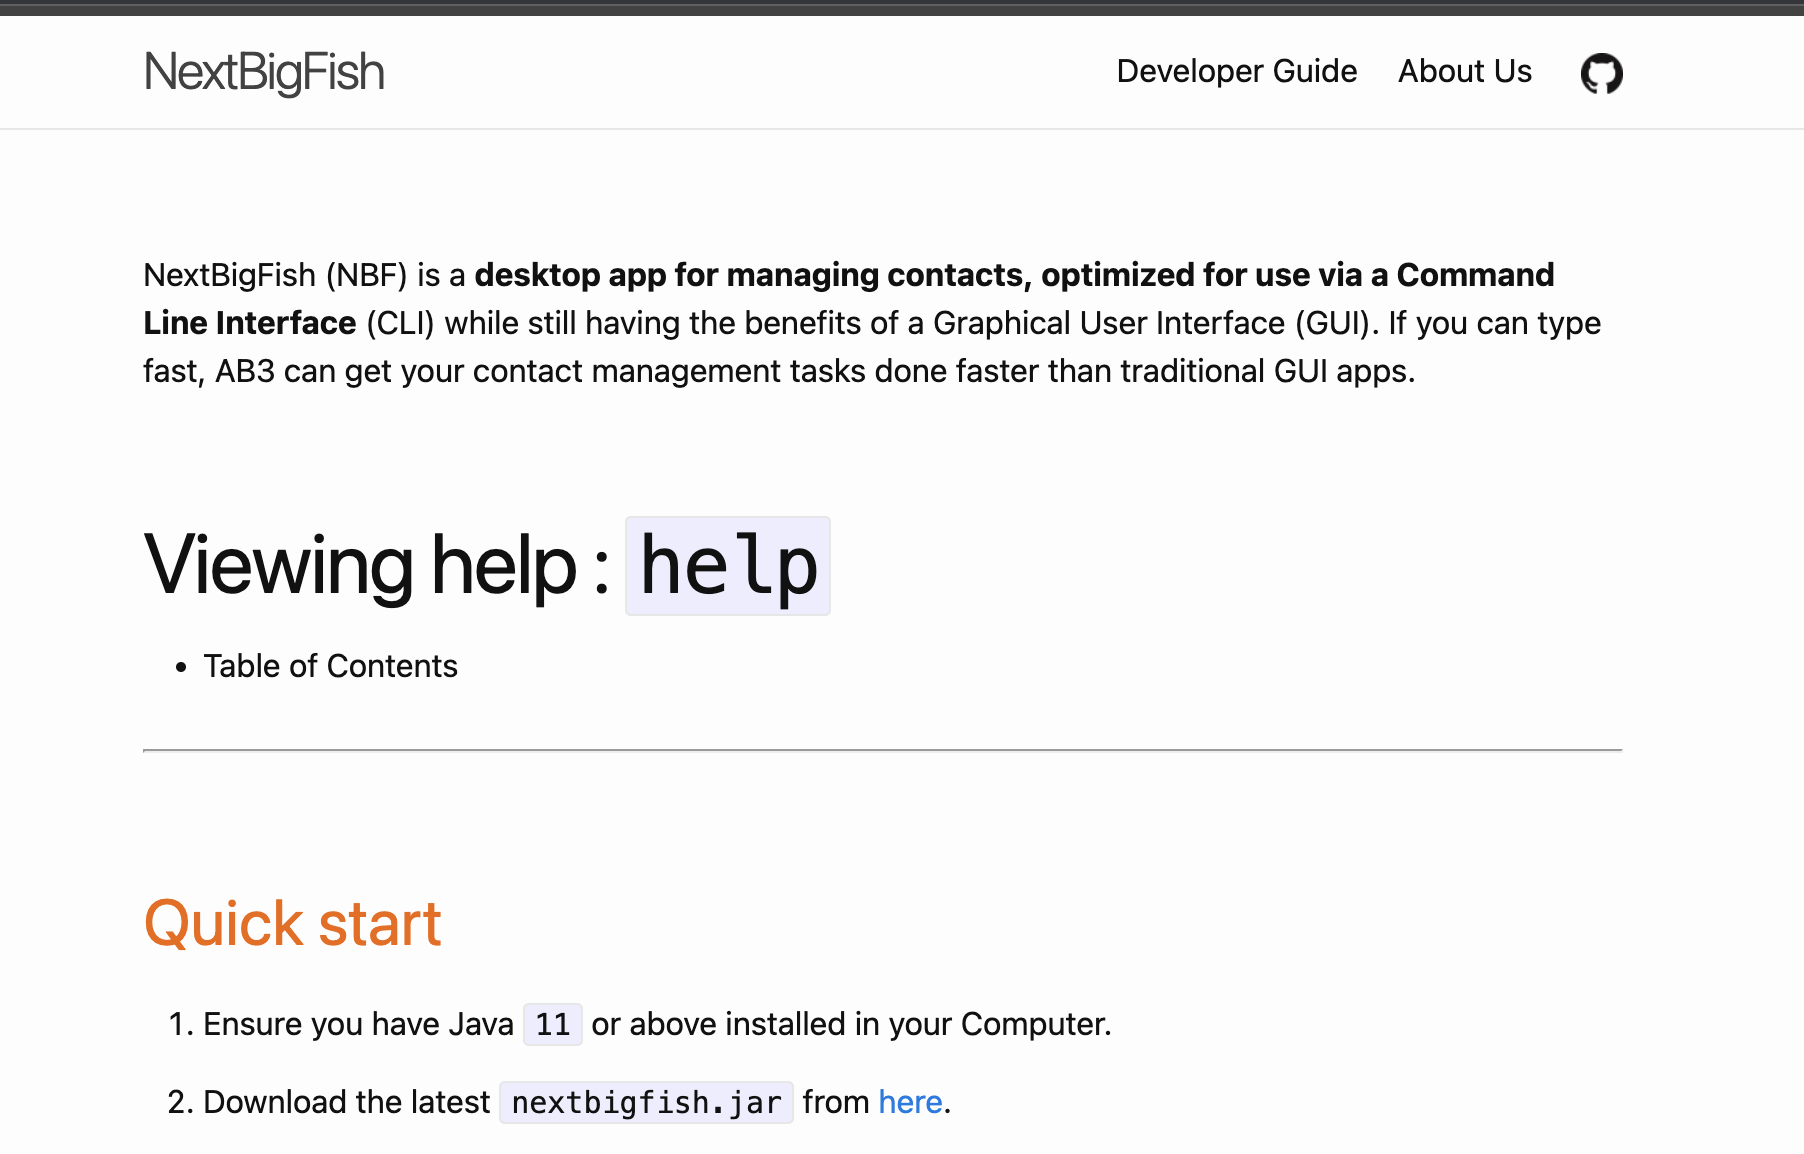 NextBigFish
Developer Guide
About Us
NextBigFish (NBF) is a desktop app for managing contacts, optimized for use via a Command
Line Interface (CLI) while still having the benefits of a Graphical User Interface (GUI). If you can type
fast, AB3 can get your contact management tasks done faster than traditional GUI apps.
Viewing help : help
• Table of Contents
Quick start
1. Ensure you have Java 11 or above installed in your Computer.
2. Download the latest nextbigfish.jar from here.